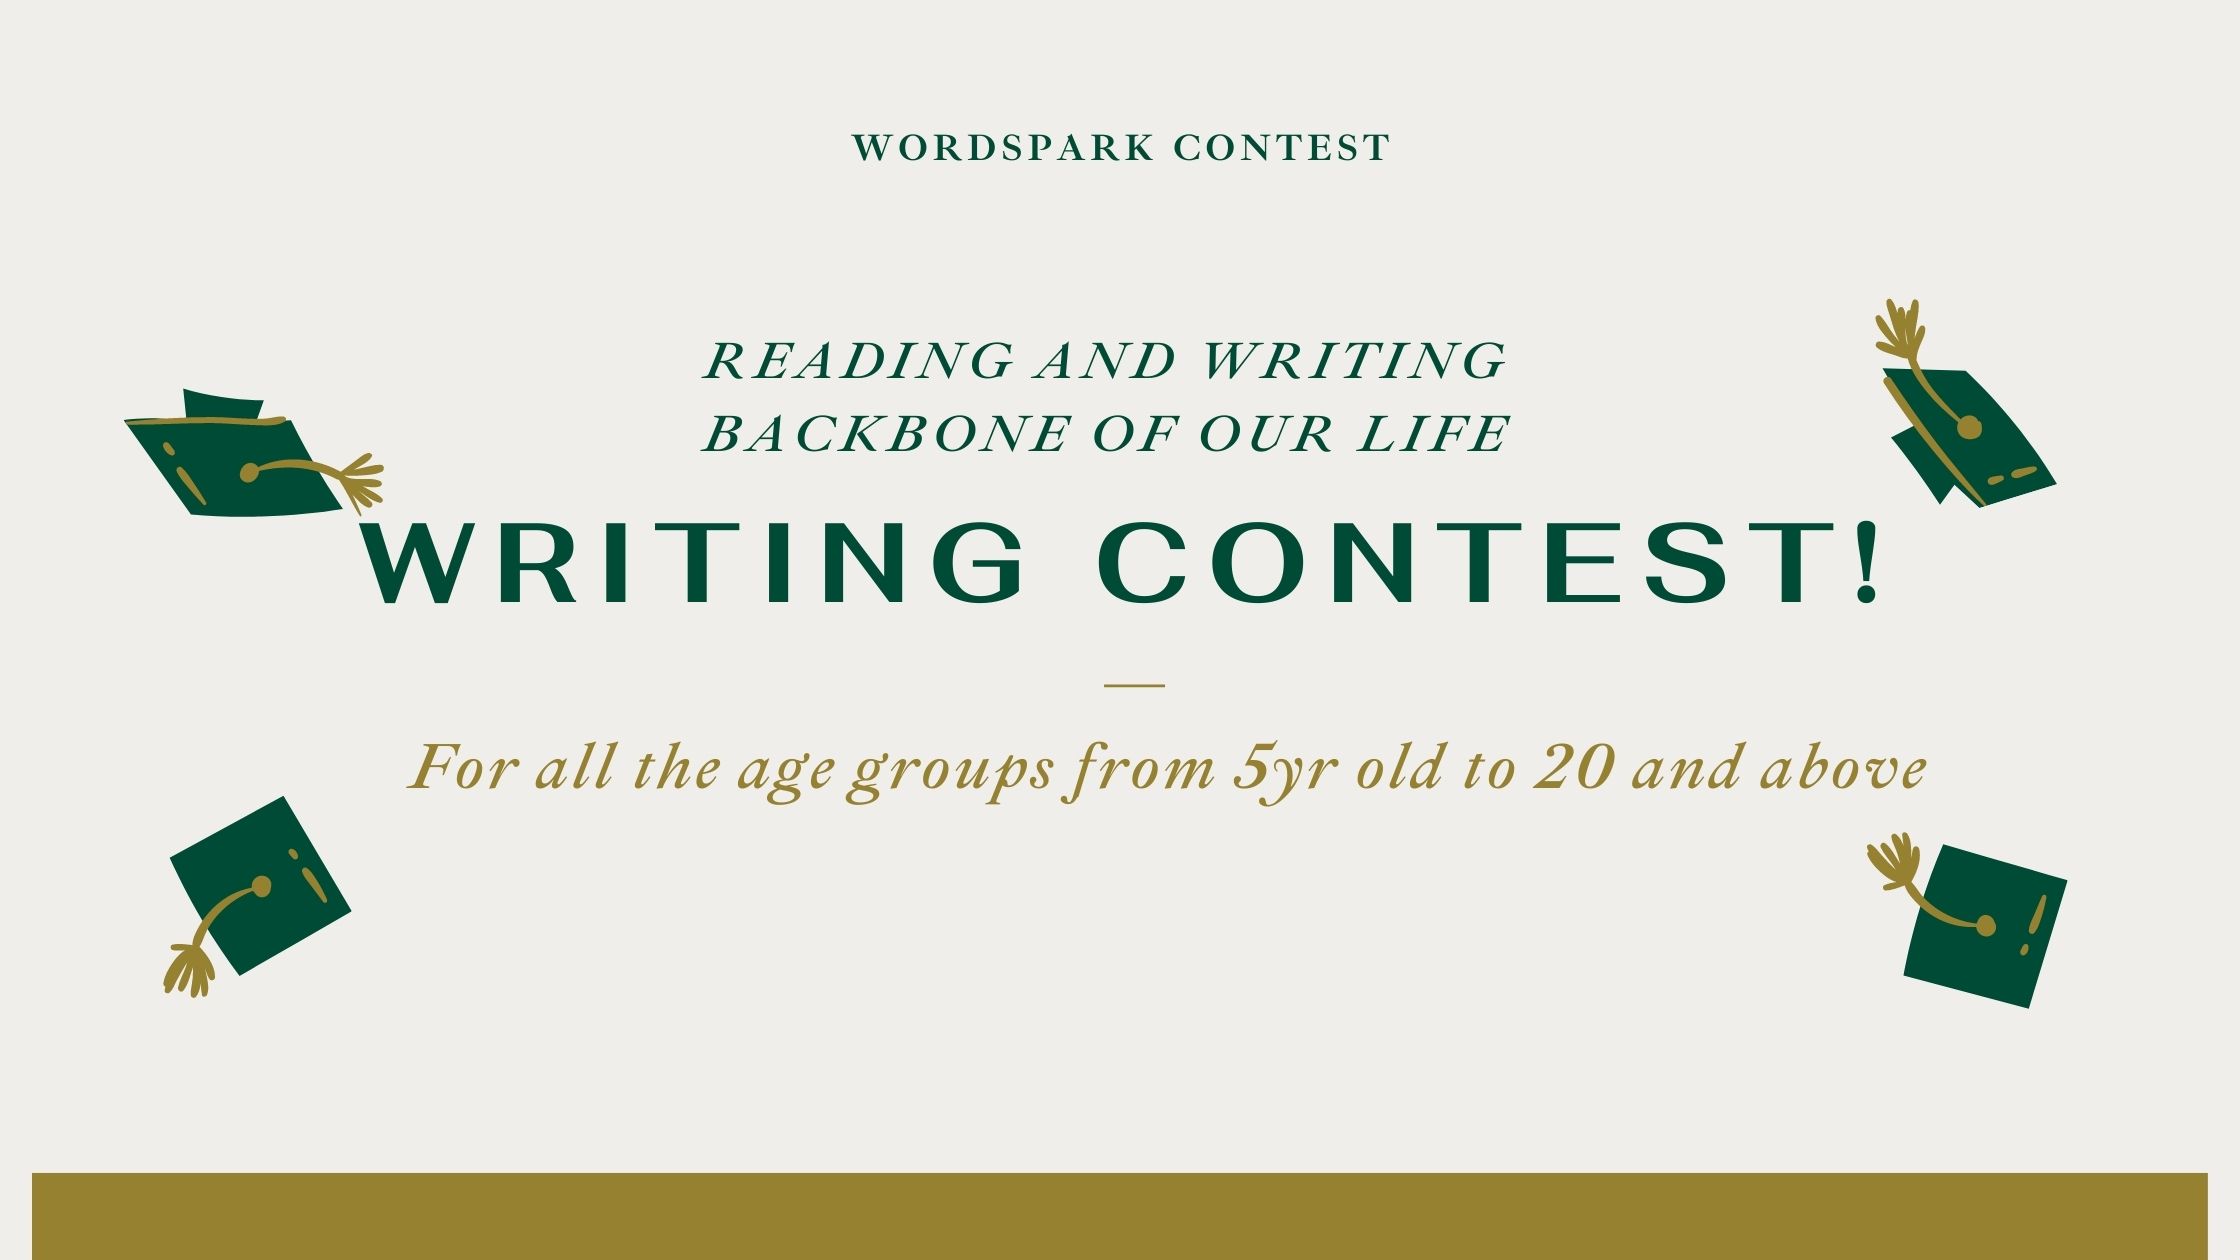 WORDSPARK CONTEST
READING AND WRITING
BACKBONE OF OUR LIFE
WRITING CONTEST!
For all the age groups from 5yr old to 20 and above